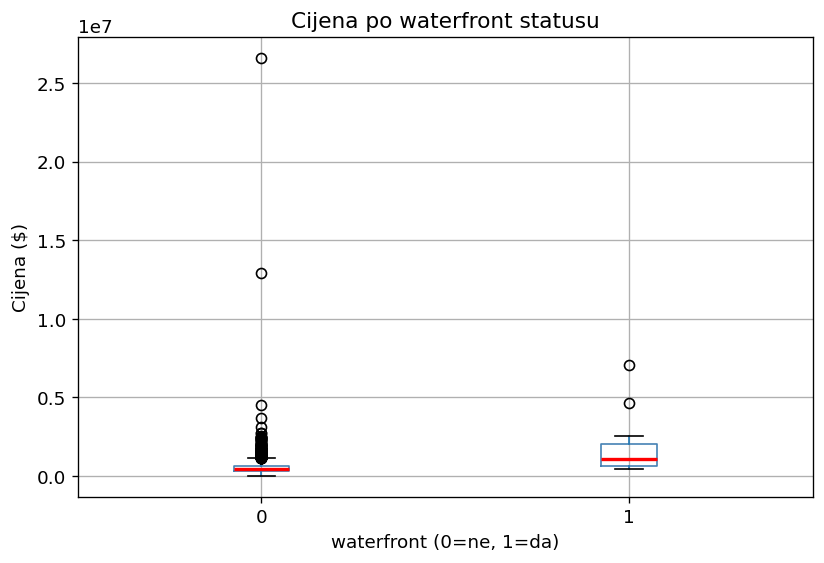 Cijena po waterfront statusu
1e7
2.5
2.0
1.5
1.0
0.5
0.0
Cijena ($)
0 1
waterfront (0=ne, 1=da)